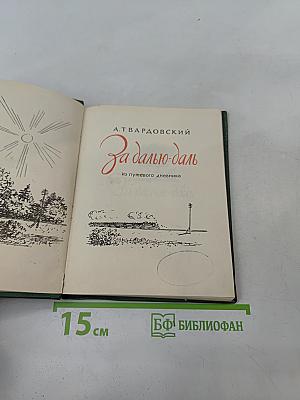 А.ТВАРДОВСКИЙ
За далью-даль
из путевого дневника
15 см
БФ БИБЛИОФАН